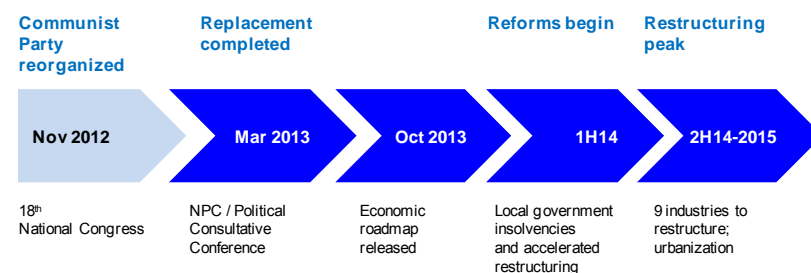 Communist
Party
reorganized
Replacement
completed
Reforms begin
Restructuring
peak
Nov 2012
Mar 2013
Oct 2013
1H14
2H14-2015
18th
National Congress
NPC / Political
Consultative
Conference
Economic
roadmap
released
Local government
insolvencies
and accelerated
restructuring
9 industries to
restructure;
urbanization